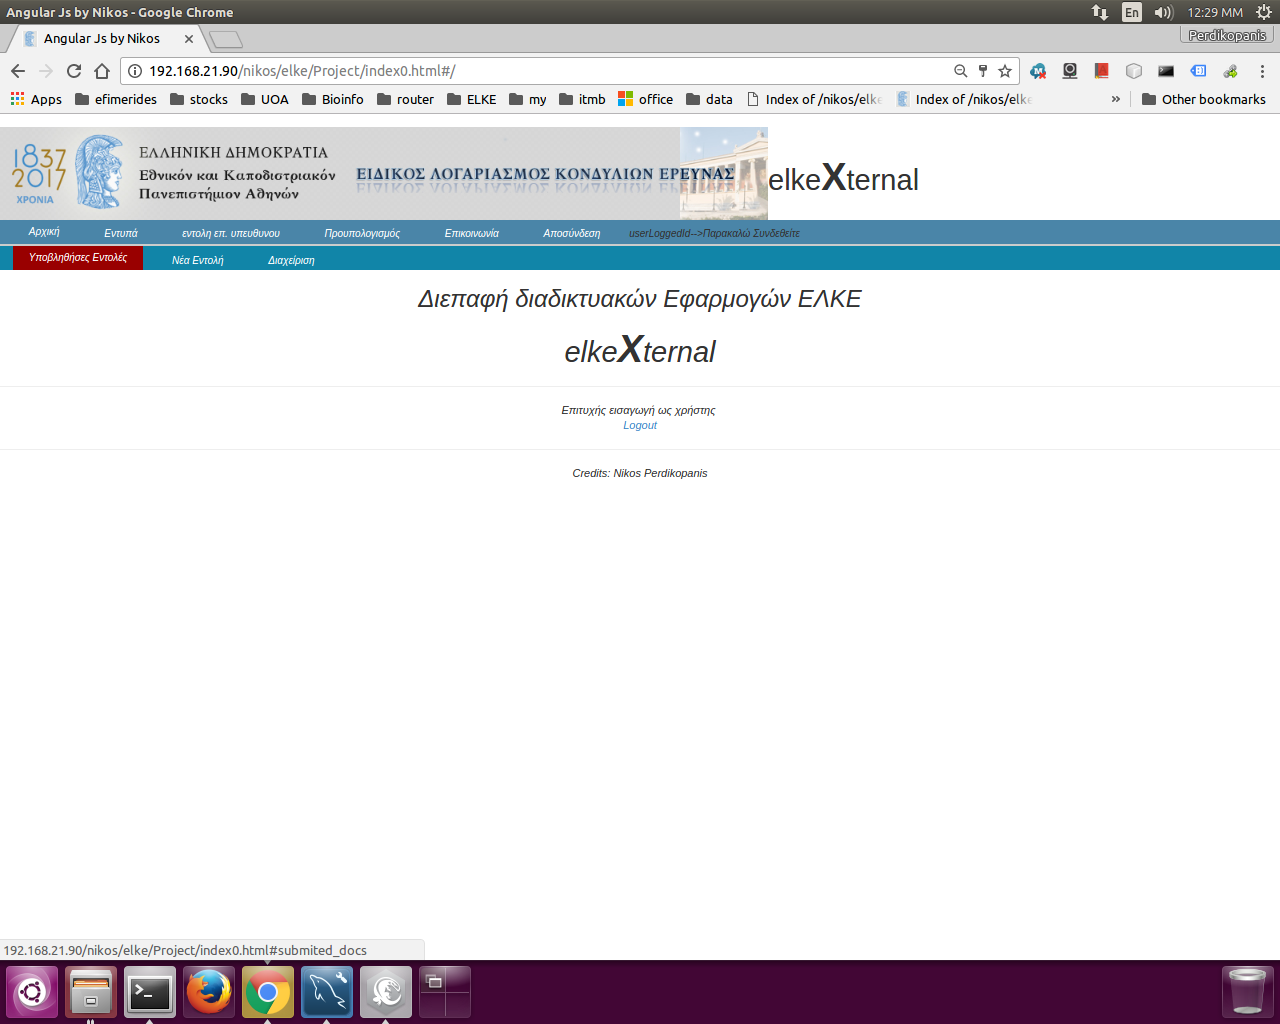 Angular Js by Nikos - Google Chrome
En
12:29 MM
Angular Js by Nikos
Perdikopanis
192.168.21.90/nikos/elke/Project/index0.html#/
Apps efimerides stocks UOA Bioinfo router ELKE my itmb office data Index of /nikos/elke Index of /nikos/elke » Other bookmarks
1837
2017
ΧΡΟΝΙΑ
ΕΛΛΗΝΙΚΗ ΔΗΜΟΚΡΑΤΙΑ
Εθνικόν και Καποδιστριακόν
Πανεπιστήμιον Αθηνών
ΕΙΔΙΚΟΣ ΛΟΓΑΡΙΑΣΜΟΣ ΚΟΝΔΥΛΙΩΝ ΕΡΕΥΝΑΣ
elkeXternal
Αρχική Εντυπά εντολη επ. υπευθυνου Προυπολογισμός Επικοινωνία Αποσύνδεση userLoggedId-->Παρακαλώ Συνδεθείτε
Υποβληθήσες Εντολές Νέα Εντολή Διαχείριση
Διεπαφή διαδικτυακών Εφαρμογών ΕΛΚΕ
elkeXternal
Επιτυχής εισαγωγή ως χρήστης
Logout
Credits: Nikos Perdikopanis
192.168.21.90/nikos/elke/Project/index0.html#submited_docs